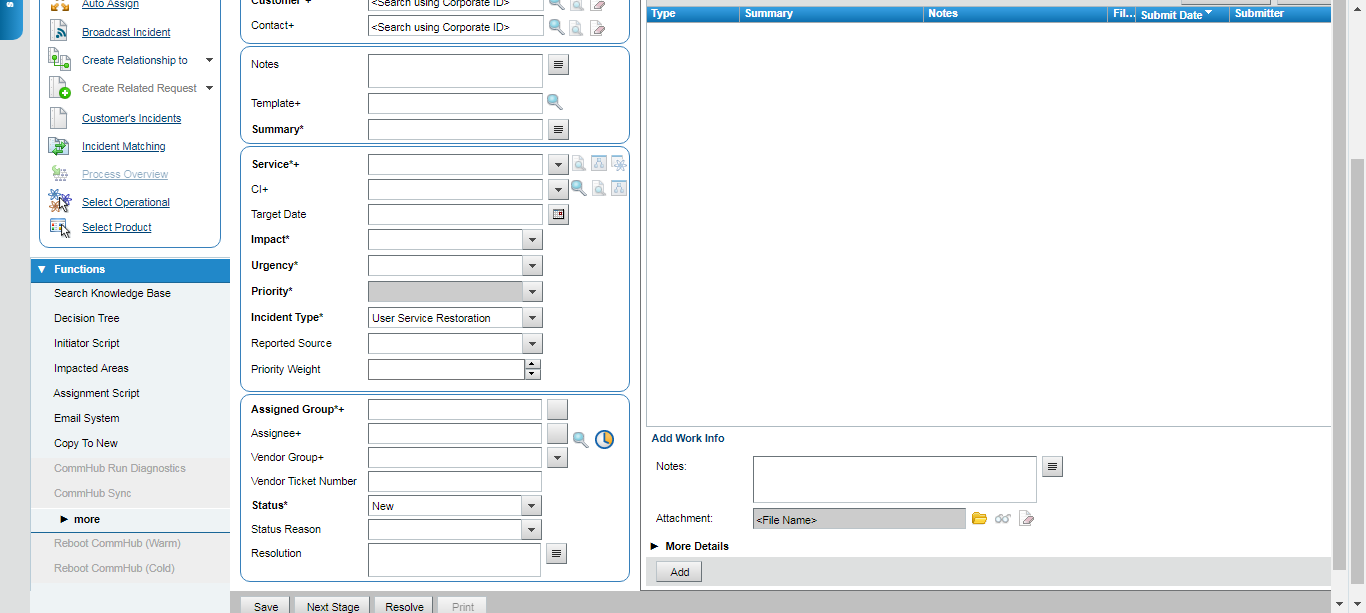 Auto Assign
Broadcast Incident
Create Relationship to
Create Related Request
Customer's Incidents
Incident Matching
Process Overview
Select Operational
Select Product
Functions
Search Knowledge Base
Decision Tree
Initiator Script
Impacted Areas
Assignment Script
Email System
Copy To New
CommHub Run Diagnostics
CommHub Sync
more
Reboot CommHub (Warm)
Reboot CommHub (Cold)
Customer*+ <Search using Corporate ID>
Contact+ <Search using Corporate ID>
Notes
Template+
Summary*
Service*+
CI+
Target Date
Impact*
Urgency*
Priority*
Incident Type* User Service Restoration
Reported Source
Priority Weight
Assigned Group*+
Assignee+
Vendor Group+
Vendor Ticket Number
Status* New
Status Reason
Resolution
Save Next Stage Resolve Print
Type Summary Notes Fil... Submit Date Submitter
Add Work Info
Notes:
Attachment: <File Name>
More Details
Add